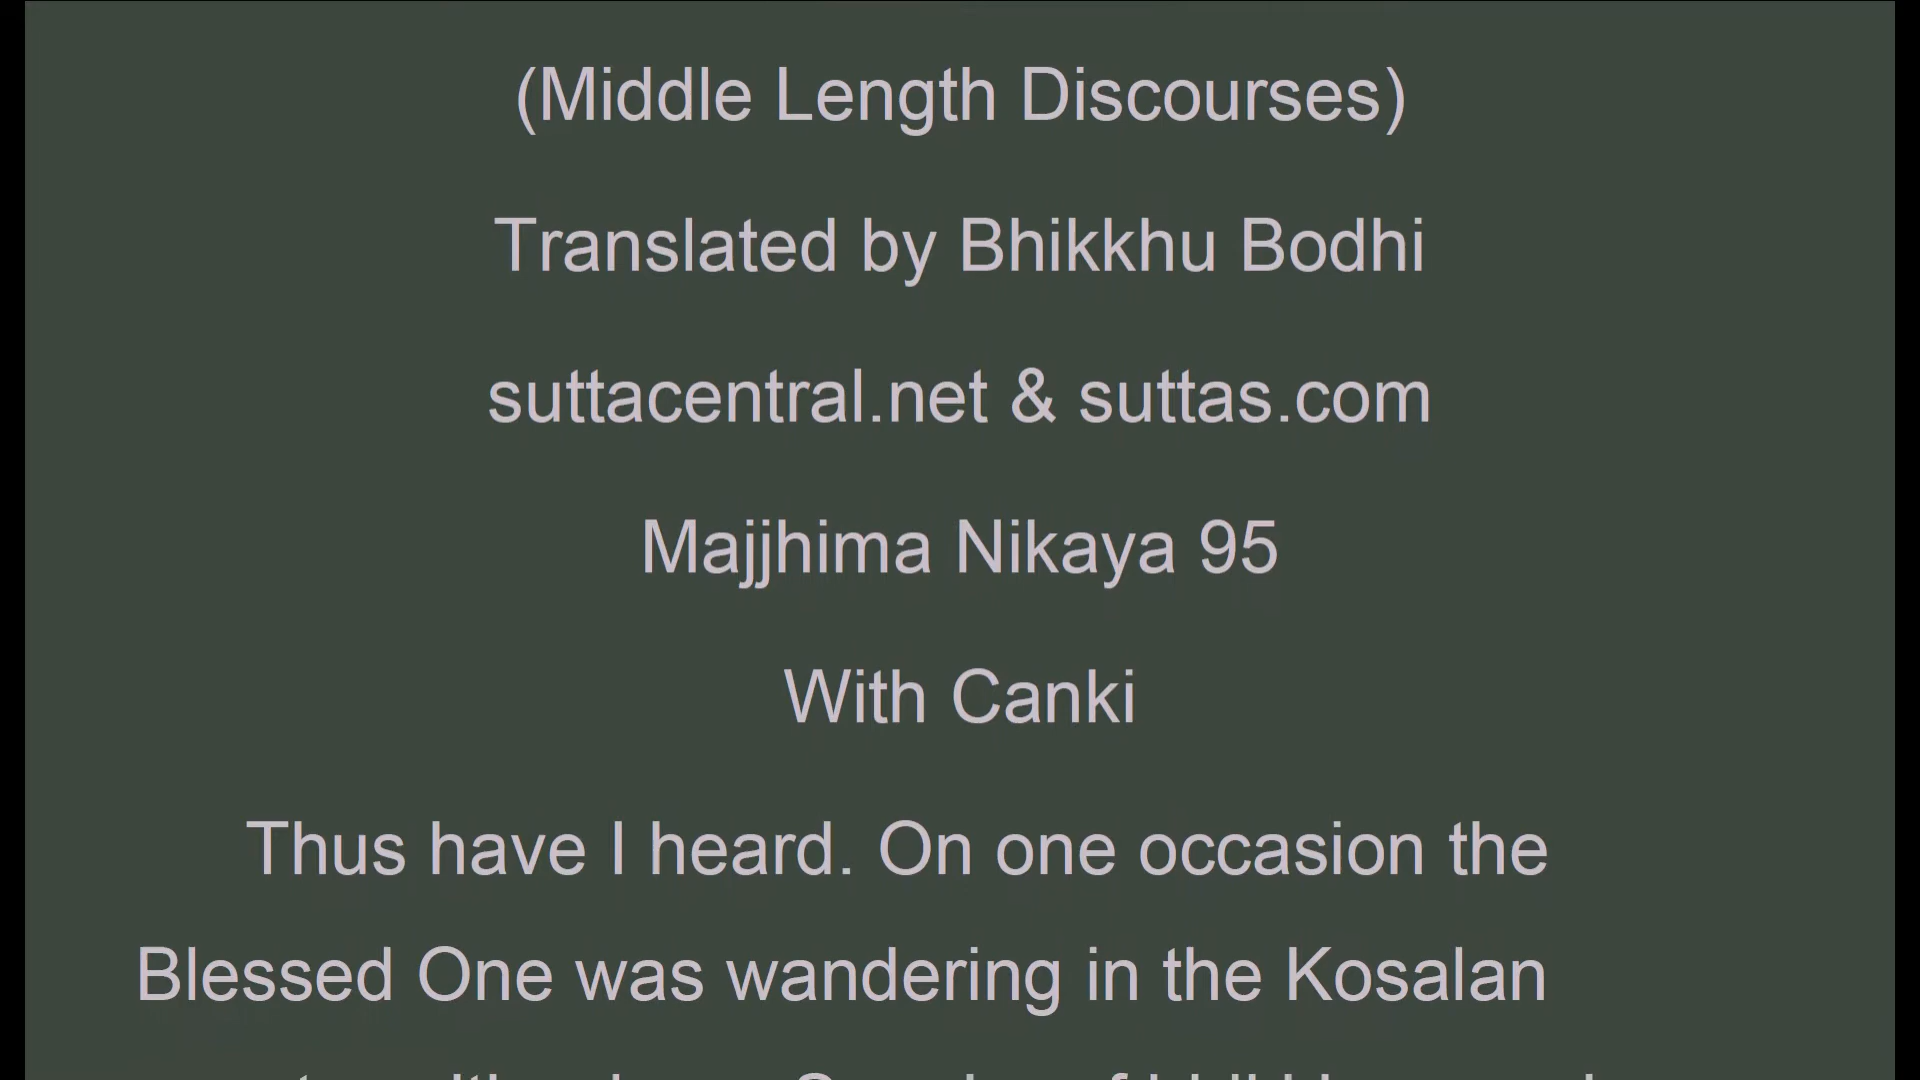 (Middle Length Discourses)
Translated by Bhikkhu Bodhi
suttacentral.net & suttas.com
Majjhima Nikaya 95
With Canki
Thus have I heard. On one occasion the
Blessed One was wandering in the Kosalan